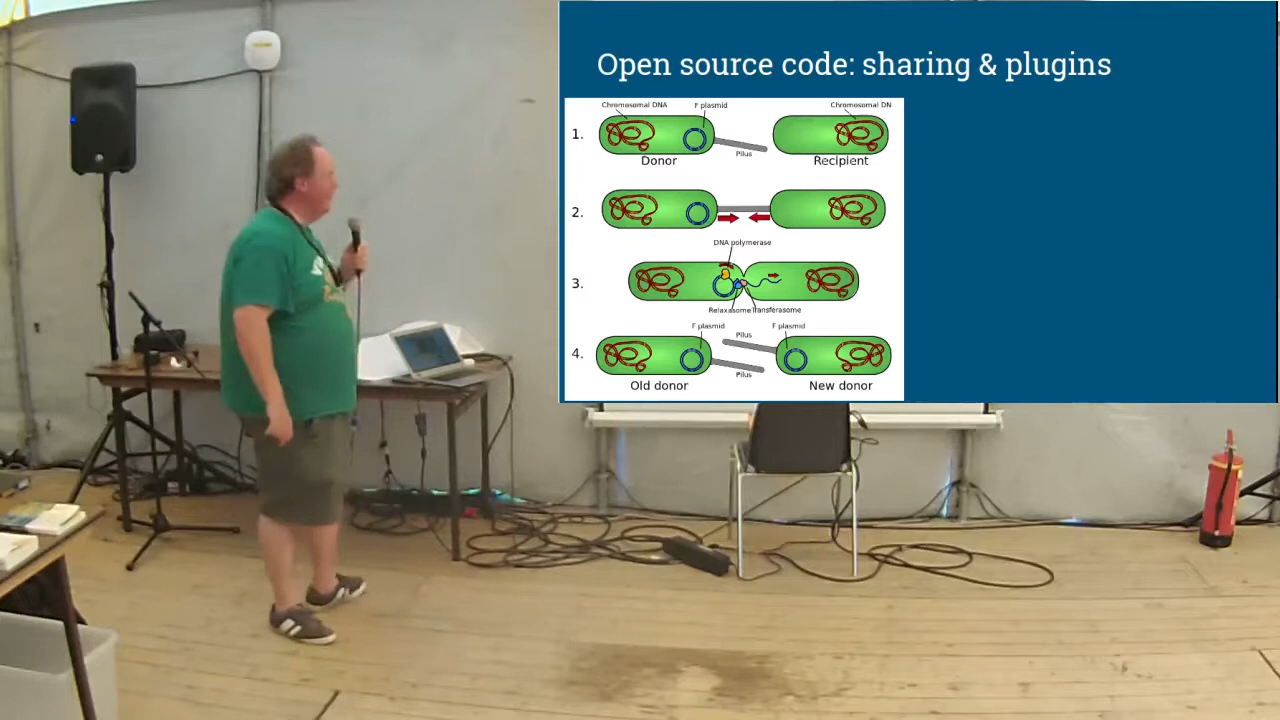 Open source code: sharing & plugins
Chromosomal DNA
F plasmid
Chromosomal DN
1.
Pilus
Donor
Recipient
2.
DNA polymerase
3.
Relaxasome
Transferasome
F plasmid
Pilus
F plasmid
4.
Pilus
Old donor
New donor